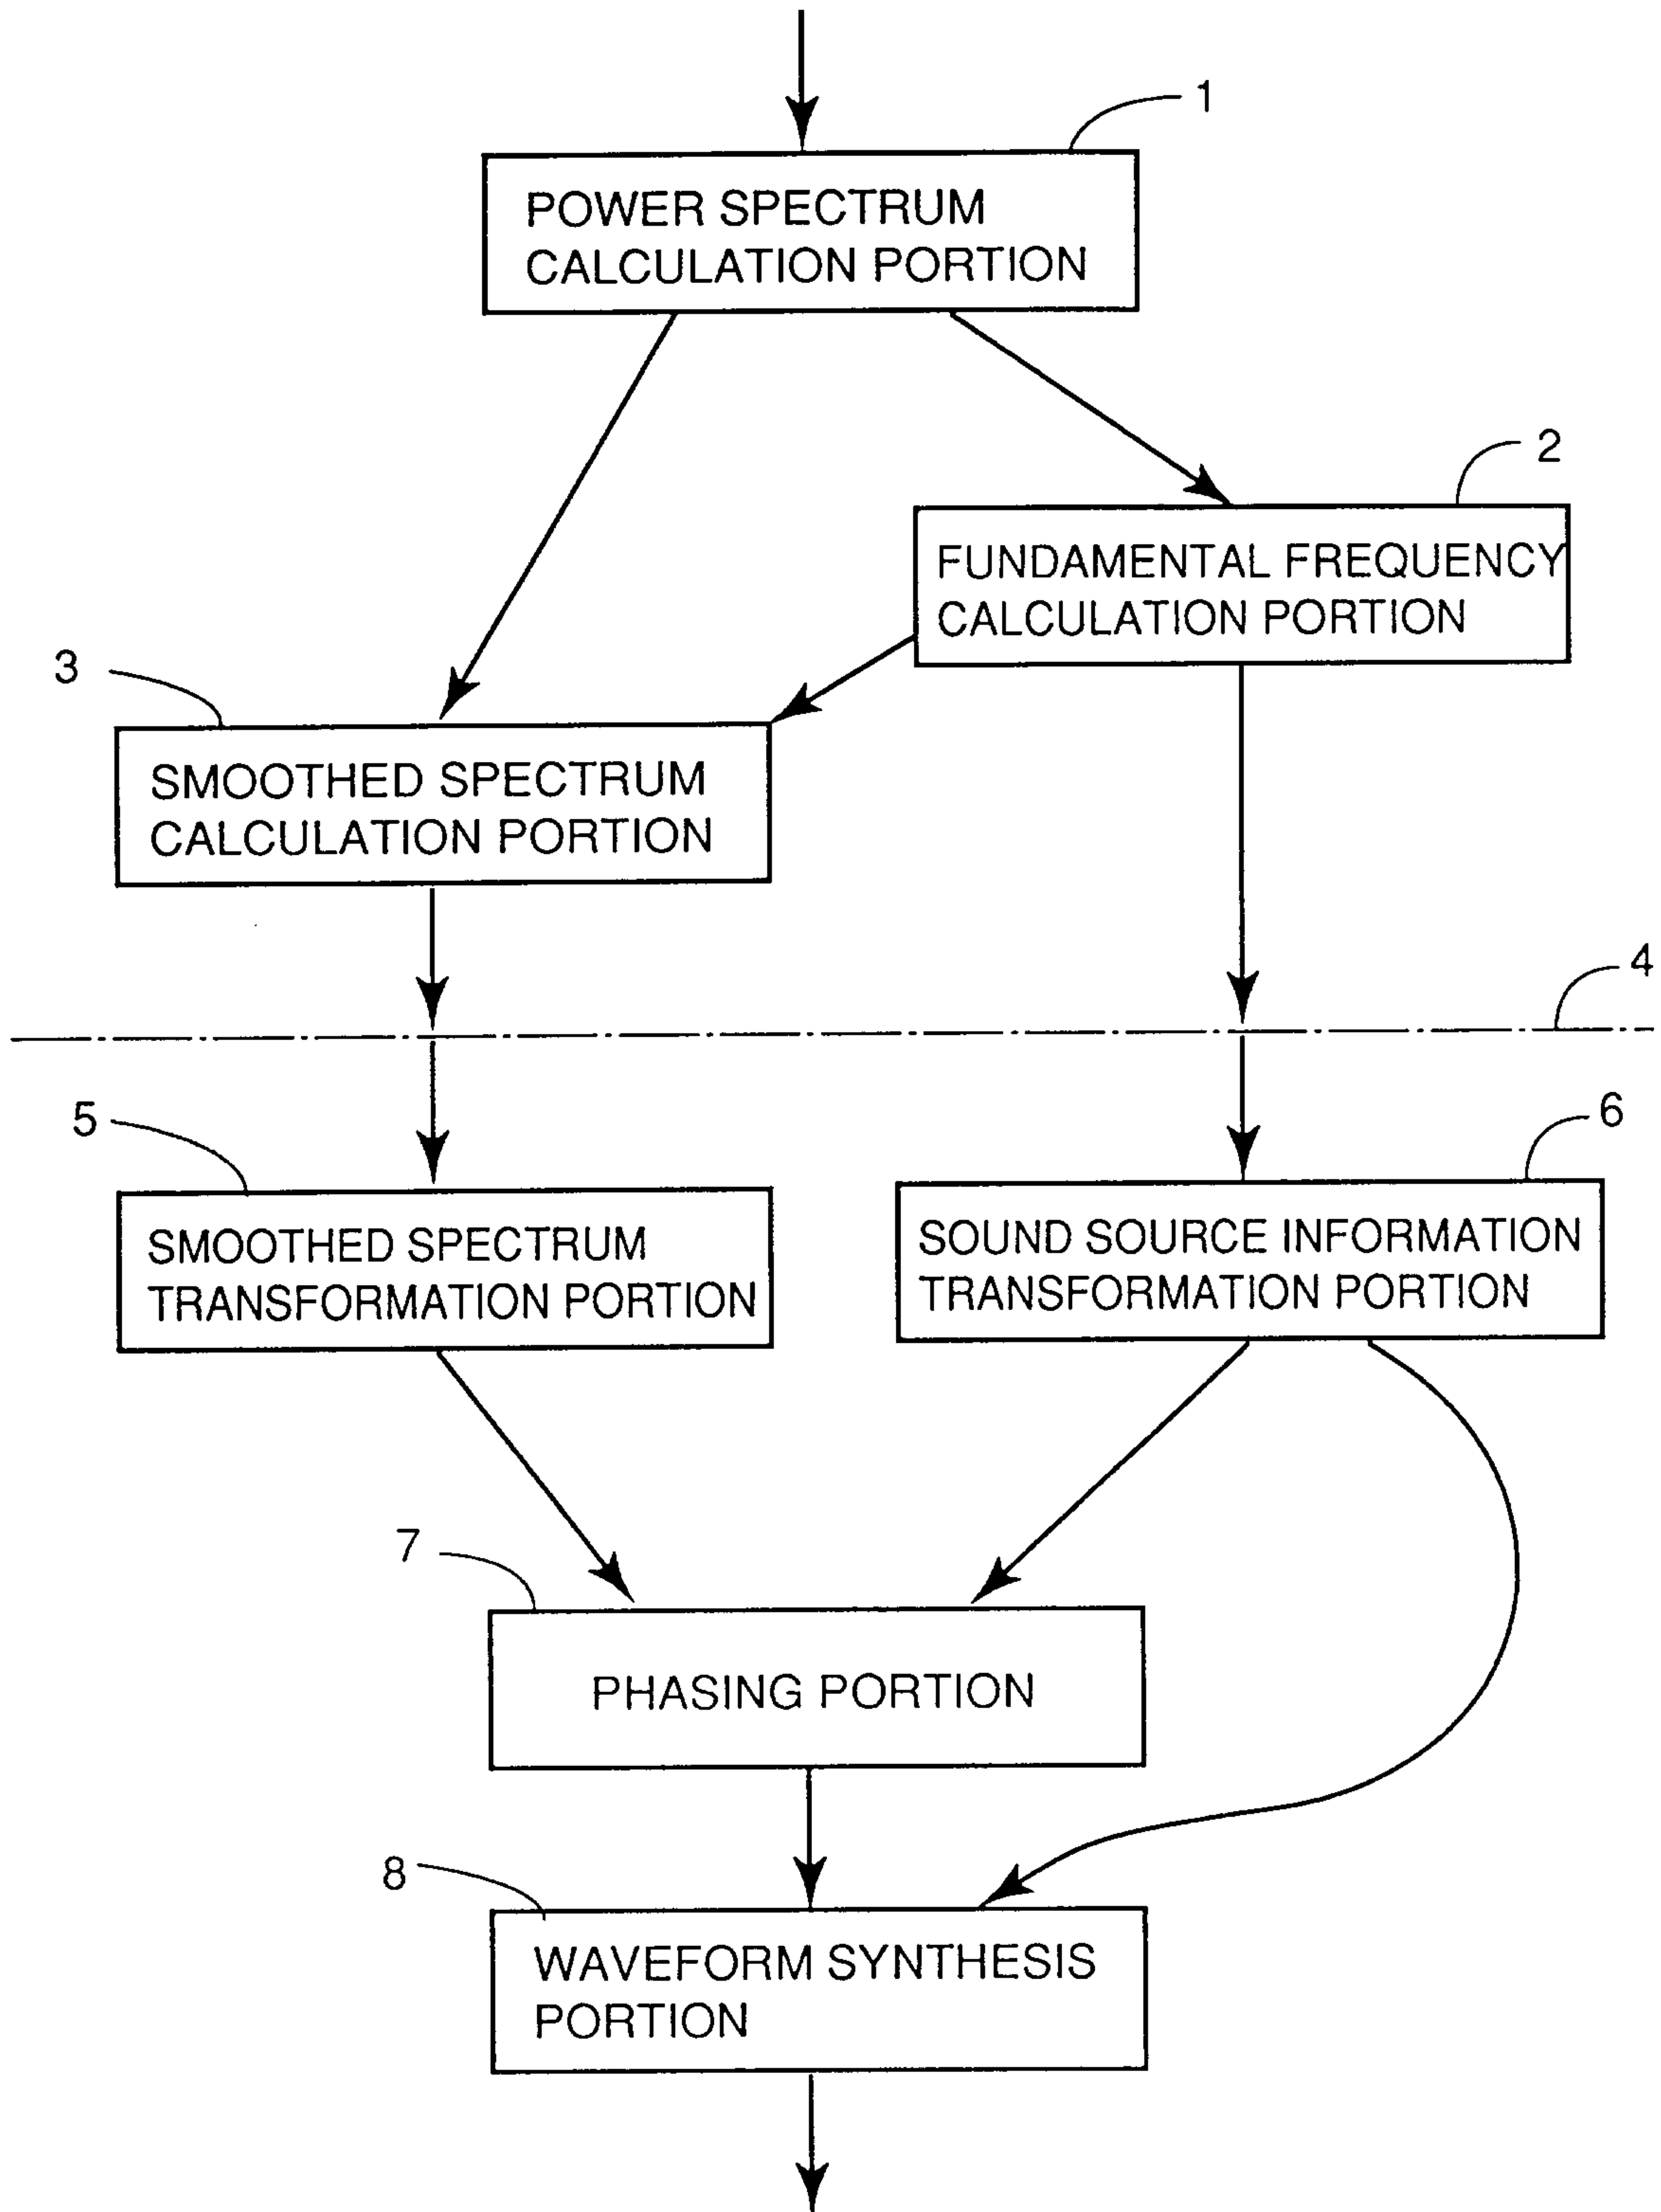 1
POWER SPECTRUM
CALCULATION PORTION
2
FUNDAMENTAL FREQUENCY
CALCULATION PORTION
3
SMOOTHED SPECTRUM
CALCULATION PORTION
4
5
SMOOTHED SPECTRUM
TRANSFORMATION PORTION
6
SOUND SOURCE INFORMATION
TRANSFORMATION PORTION
7
PHASING PORTION
8
WAVEFORM SYNTHESIS
PORTION